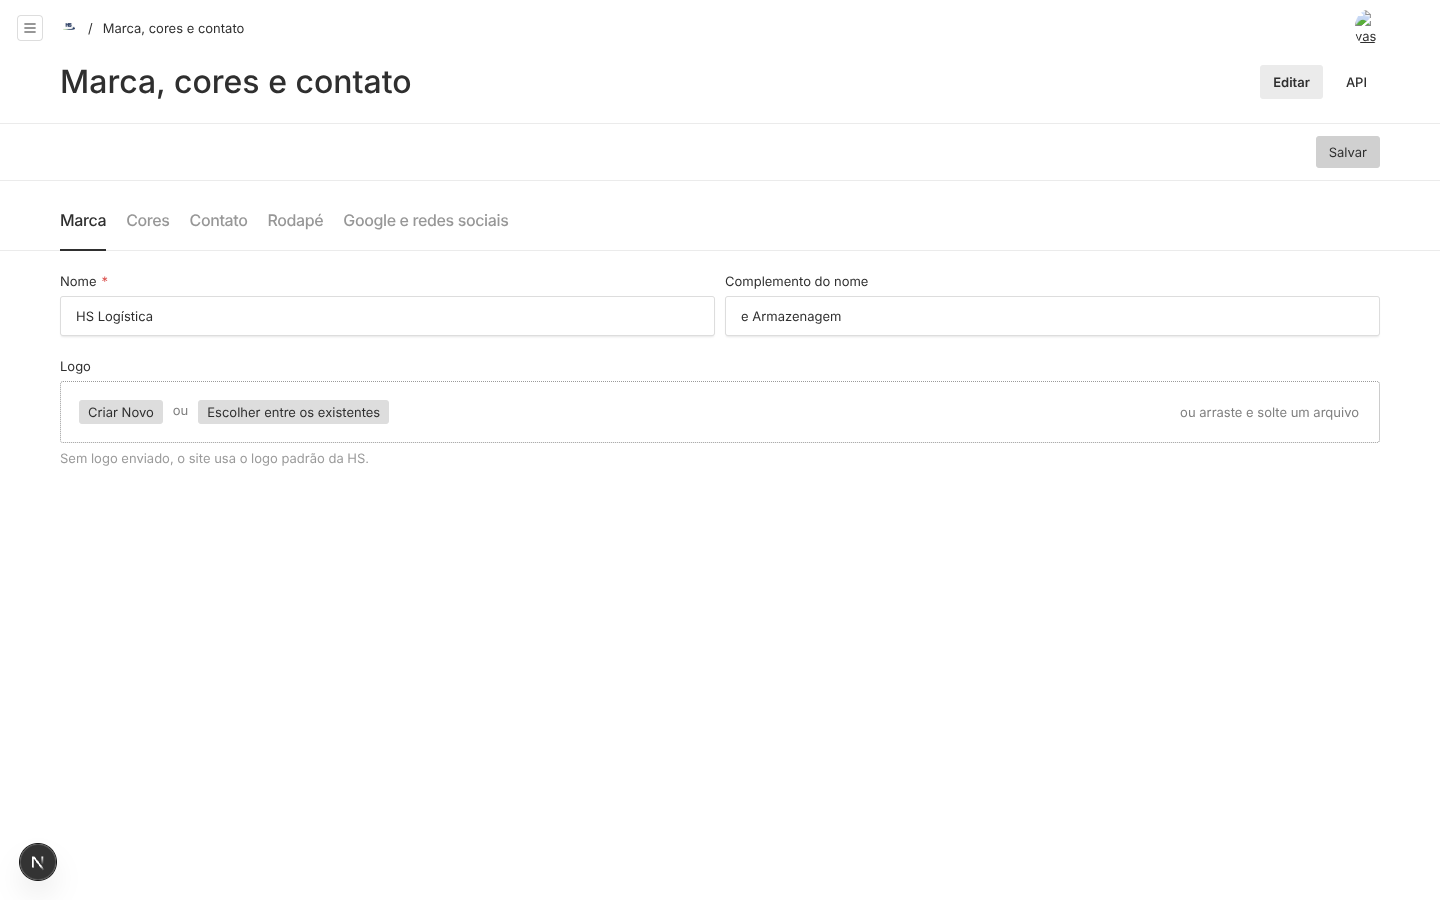 / Marca, cores e contato
vas
Marca, cores e contato
Editar API
Salvar
Marca Cores Contato Rodapé Google e redes sociais
Nome * Complemento do nome
HS Logística e Armazenagem
Logo
Criar Novo ou Escolher entre os existentes ou arraste e solte um arquivo
Sem logo enviado, o site usa o logo padrão da HS.
N